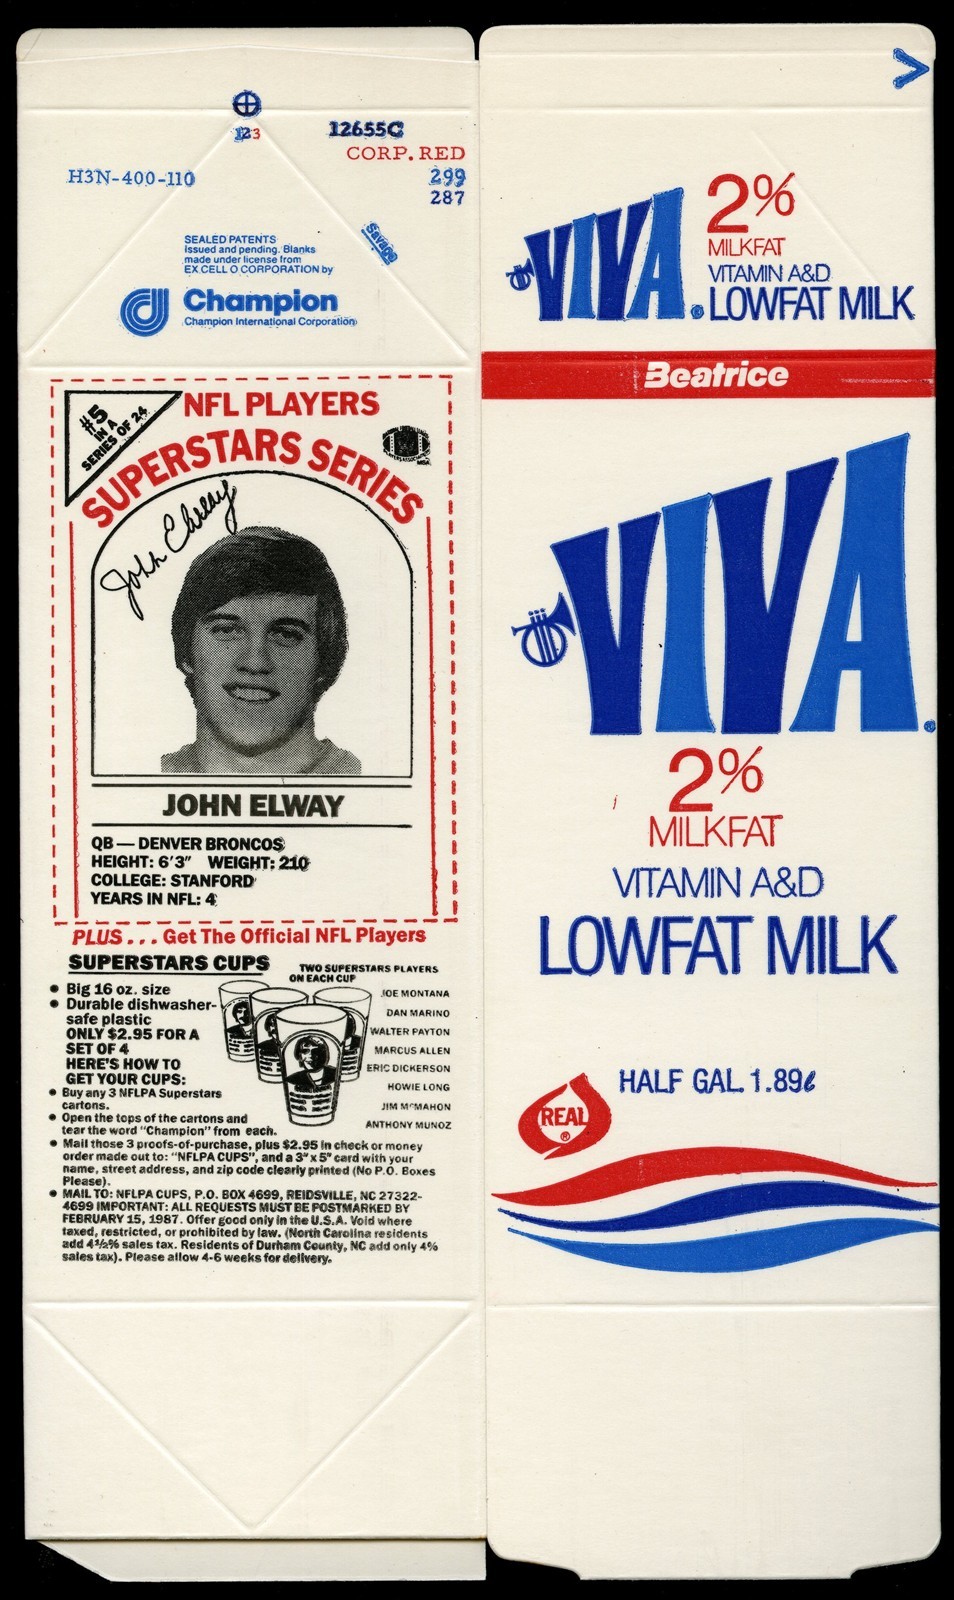 123
12655C
CORP. RED
H3N-400-110
299
287
Savage
SEALED PATENTS
Issued and pending. Blanks
made under license from
EX CELL O CORPORATION by
Champion
Champion International Corporation
#5
IN A
SERIES OF 24
NFL PLAYERS
SUPERSTARS SERIES
John Elway
JOHN ELWAY
QB — DENVER BRONCOS
HEIGHT: 6'3" WEIGHT: 210
COLLEGE: STANFORD
YEARS IN NFL: 4
PLUS... Get The Official NFL Players
SUPERSTARS CUPS
• Big 16 oz. size
• Durable dishwasher-
safe plastic
ONLY $2.95 FOR A
SET OF 4
HERE'S HOW TO
GET YOUR CUPS:
• Buy any 3 NFLPA Superstars
cartons.
• Open the tops of the cartons and
tear the word "Champion" from each.
• Mail those 3 proofs-of-purchase, plus $2.95 in check or money
order made out to: "NFLPA CUPS", and a 3" x 5" card with your
name, street address, and zip code clearly printed (No P.O. Boxes
Please).
• MAIL TO: NFLPA CUPS, P.O. BOX 4699, REIDSVILLE, NC 27322-
4699 IMPORTANT: ALL REQUESTS MUST BE POSTMARKED BY
FEBRUARY 15, 1987. Offer good only in the U.S.A. Void where
taxed, restricted, or prohibited by law. (North Carolina residents
add 4½% sales tax. Residents of Durham County, NC add only 4%
sales tax). Please allow 4-6 weeks for delivery.
TWO SUPERSTARS PLAYERS
ON EACH CUP
JOE MONTANA
DAN MARINO
WALTER PAYTON
MARCUS ALLEN
ERIC DICKERSON
HOWIE LONG
JIM McMAHON
ANTHONY MUNOZ
VIVA®
2%
MILKFAT
VITAMIN A&D
LOWFAT MILK
Beatrice
VIVA®
2%
MILKFAT
VITAMIN A&D
LOWFAT MILK
HALF GAL. 1.89ℓ
REAL
®